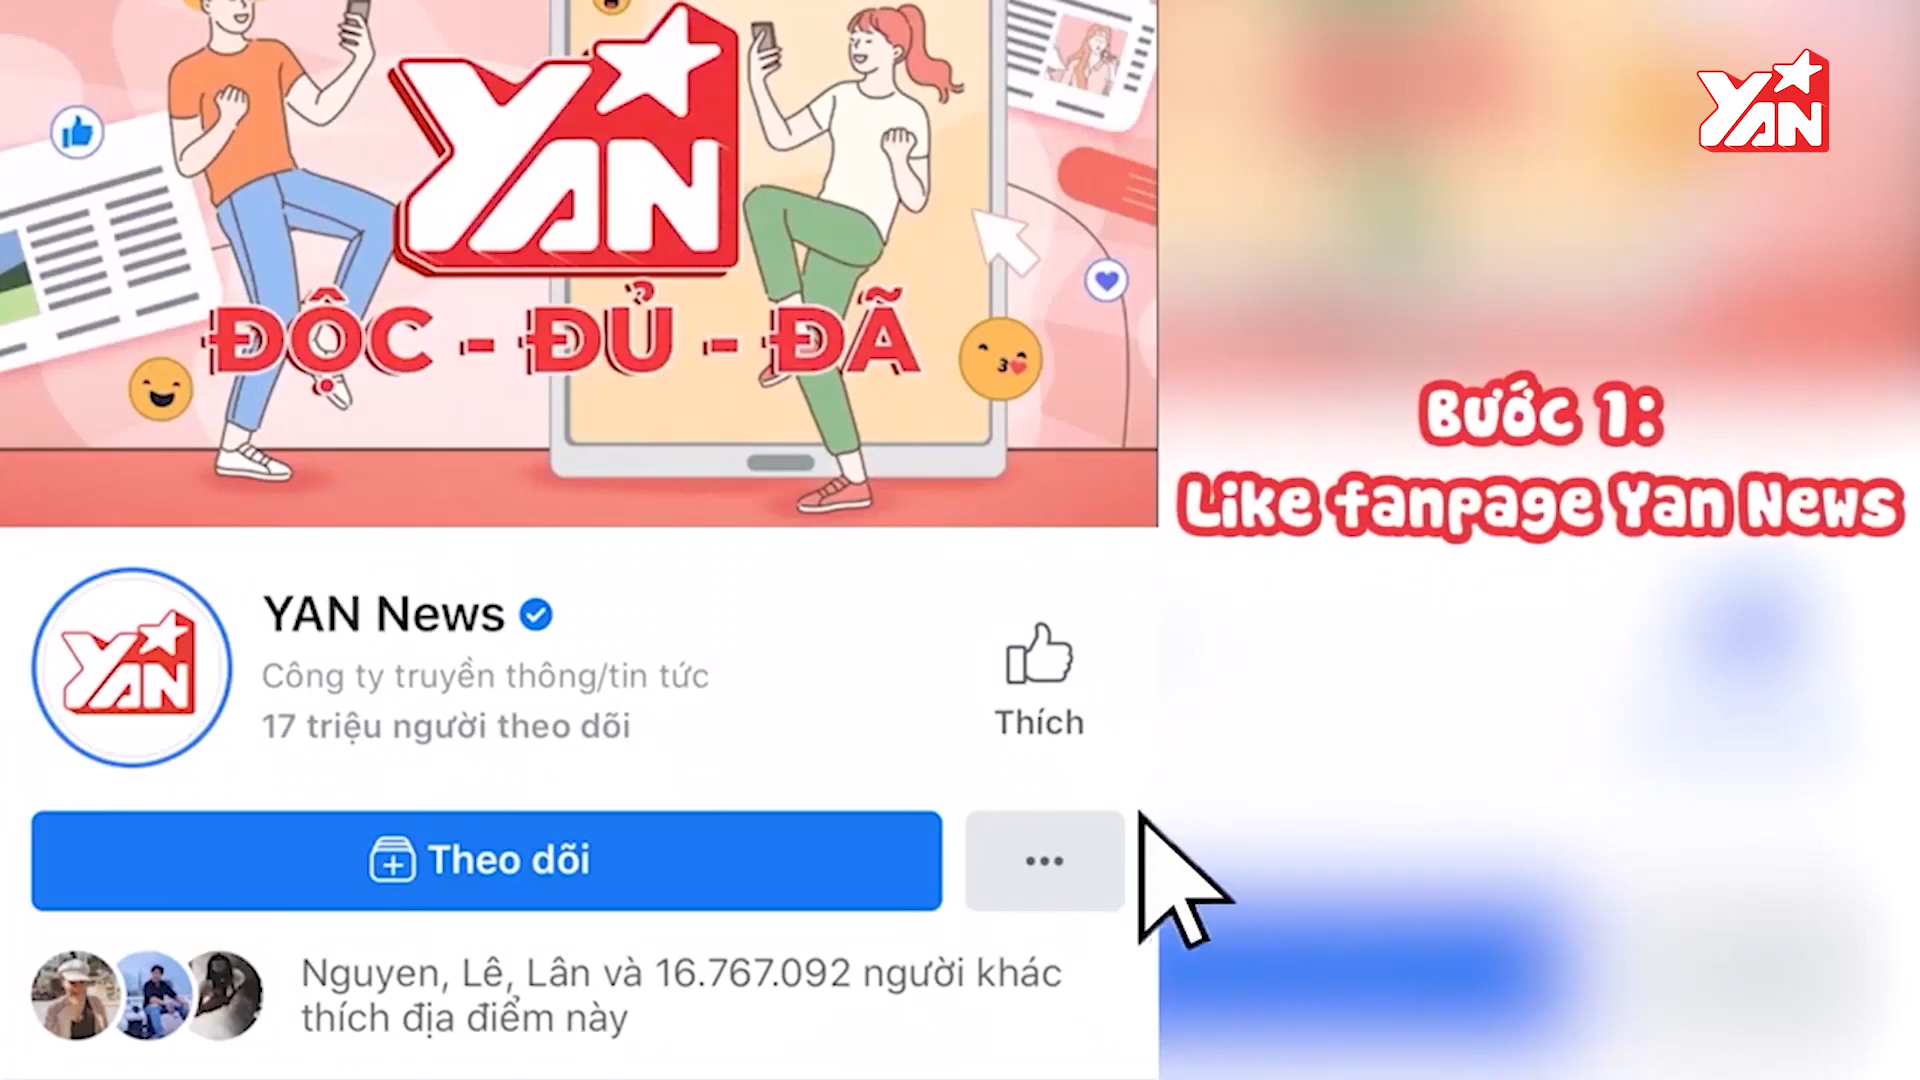 YAN
YAN
ĐỘC - ĐỦ - ĐÃ
Bước 1:
Like fanpage Yan News
YAN
YAN News
Công ty truyền thông/tin tức
17 triệu người theo dõi
Thích
Theo dõi
Nguyen, Lê, Lân và 16.767.092 người khác
thích địa điểm này